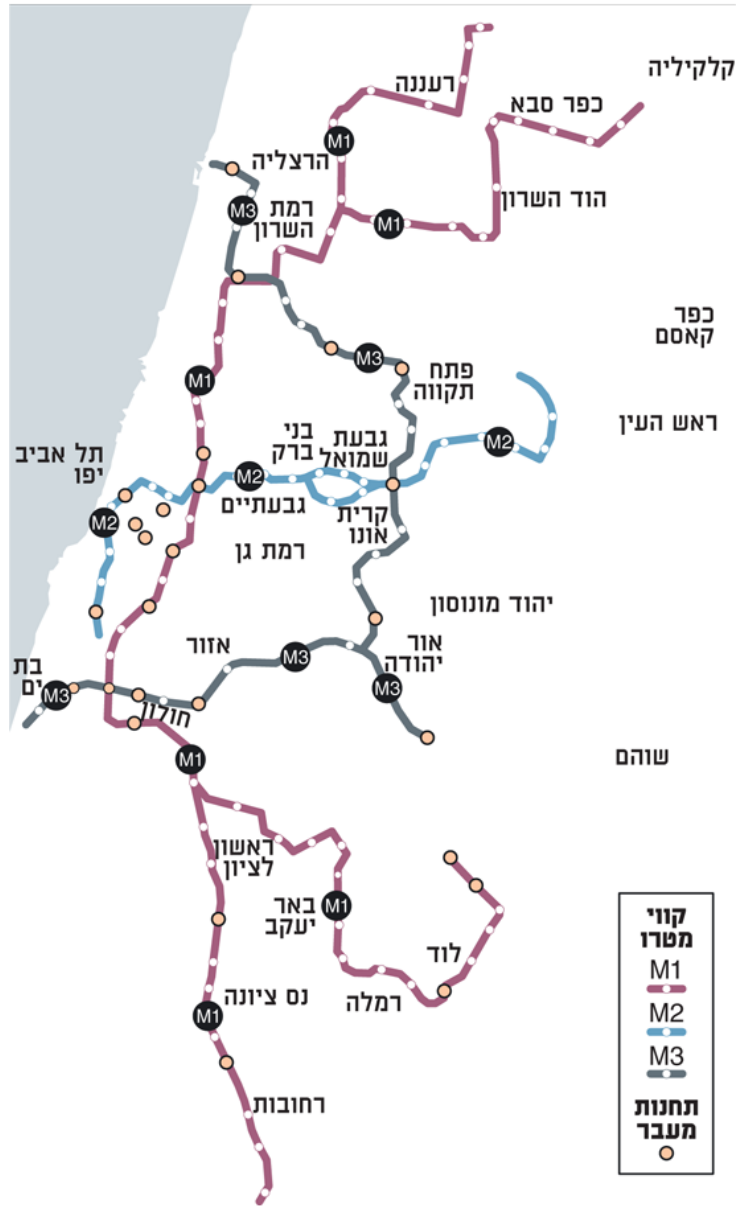 קלקיליה
רעננה
כפר סבא
M1
הרצליה
הוד השרון
M3
רמת
השרון
M1
כפר
קאסם
M3
פתח
תקווה
M1
ראש העין
בני
ברק
גבעת
שמואל
M2
תל אביב
יפו
M2
גבעתיים
קרית
אונו
M2
רמת גן
יהוד מונוסון
אזור
M3
אור
יהודה
בת
ים
M3
M3
חולון
M1
שוהם
ראשון
לציון
באר
יעקב
M1
לוד
נס ציונה
רמלה
M1
רחובות
קווי
מטרו
M1
M2
M3
תחנות
מעבר